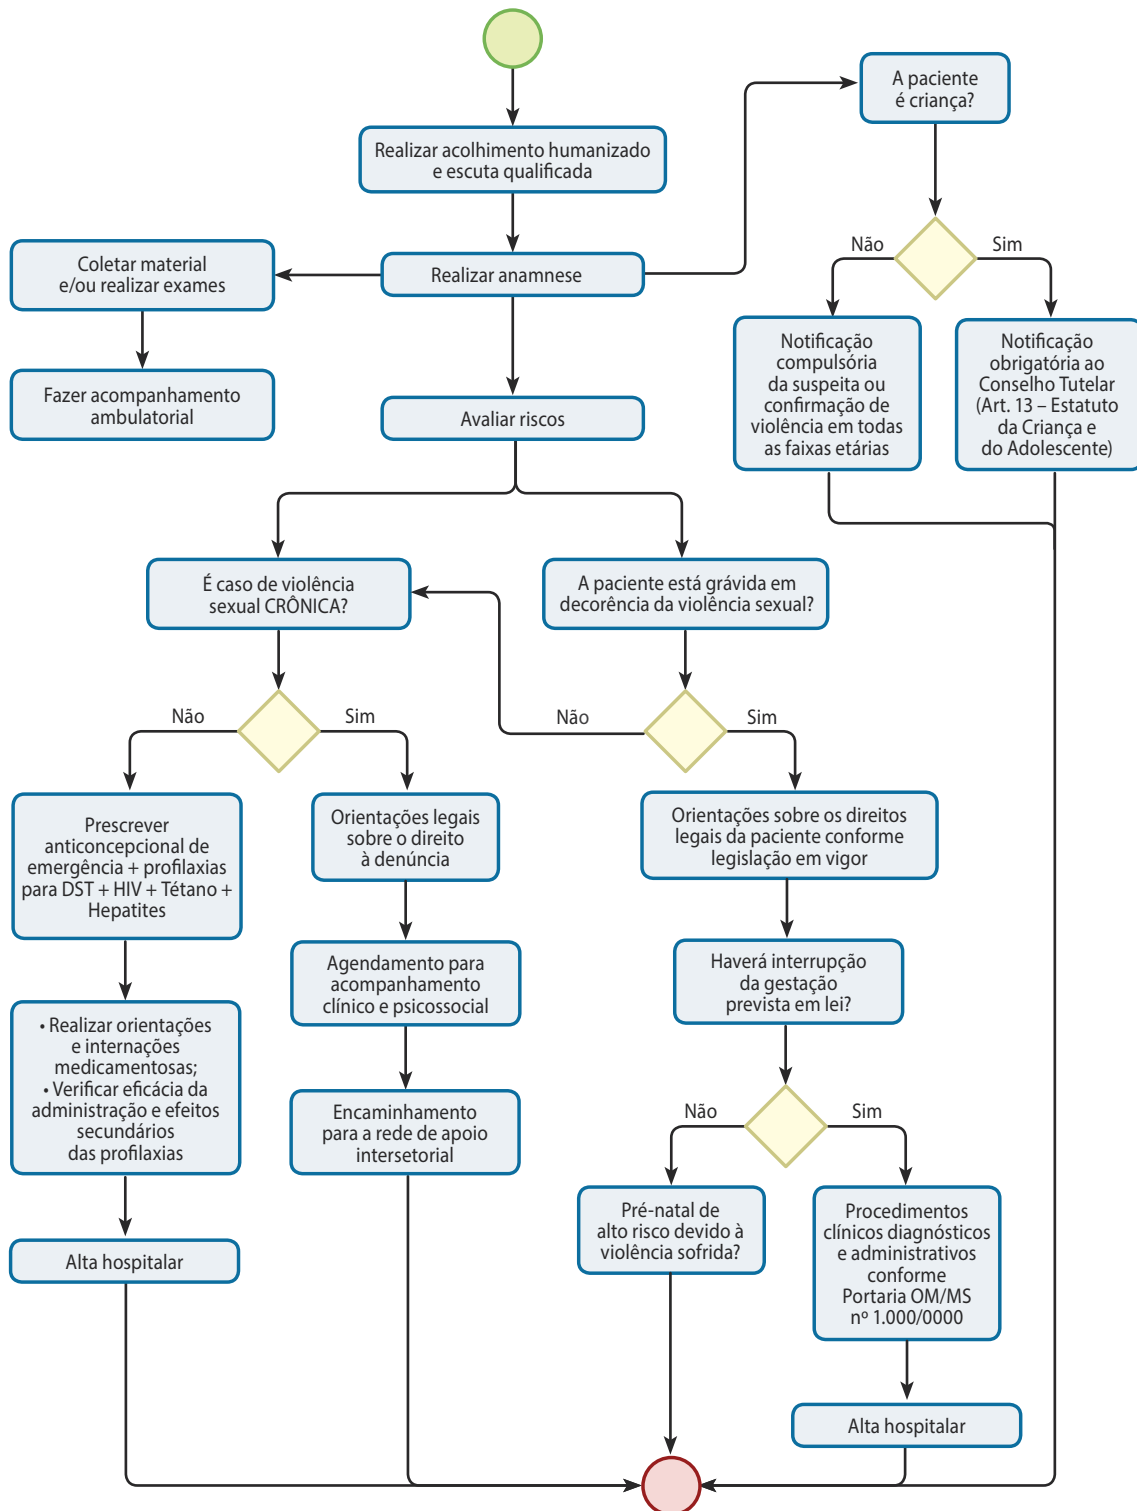 A paciente
é criança?
Realizar acolhimento humanizado
e escuta qualificada
Não
Sim
Coletar material
e/ou realizar exames
Realizar anamnese
Notificação
compulsória
da suspeita ou
confirmação de
violência em todas
as faixas etárias
Notificação
obrigatória ao
Conselho Tutelar
(Art. 13 – Estatuto
da Criança e
do Adolescente)
Fazer acompanhamento
ambulatorial
Avaliar riscos
É caso de violência
sexual CRÔNICA?
A paciente está grávida em
decorência da violência sexual?
Não
Sim
Não
Sim
Prescrever
anticoncepcional de
emergência + profilaxias
para DST + HIV + Tétano +
Hepatites
Orientações legais
sobre o direito
à denúncia
Orientações sobre os direitos
legais da paciente conforme
legislação em vigor
Agendamento para
acompanhamento
clínico e psicossocial
Haverá interrupção
da gestação
prevista em lei?
• Realizar orientações
e internações
medicamentosas;
• Verificar eficácia da
administração e efeitos
secundários
das profilaxias
Encaminhamento
para a rede de apoio
intersetorial
Não
Sim
Pré-natal de
alto risco devido à
violência sofrida?
Procedimentos
clínicos diagnósticos
e administrativos
conforme
Portaria OM/MS
nº 1.000/0000
Alta hospitalar
Alta hospitalar